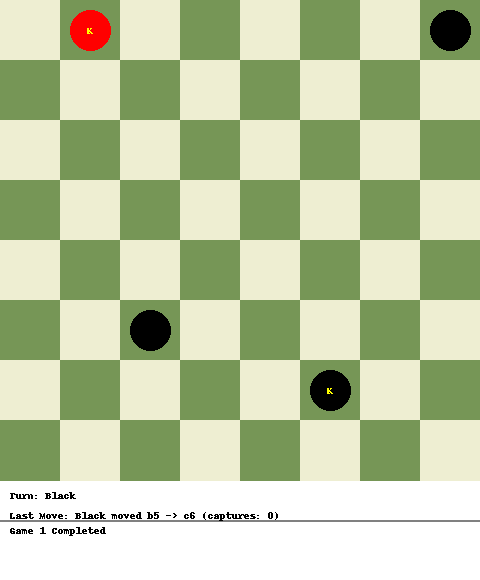 K
K
Turn: Black
Last Move: Black moved b5 -> c6 (captures: 0)
Game 1 Completed